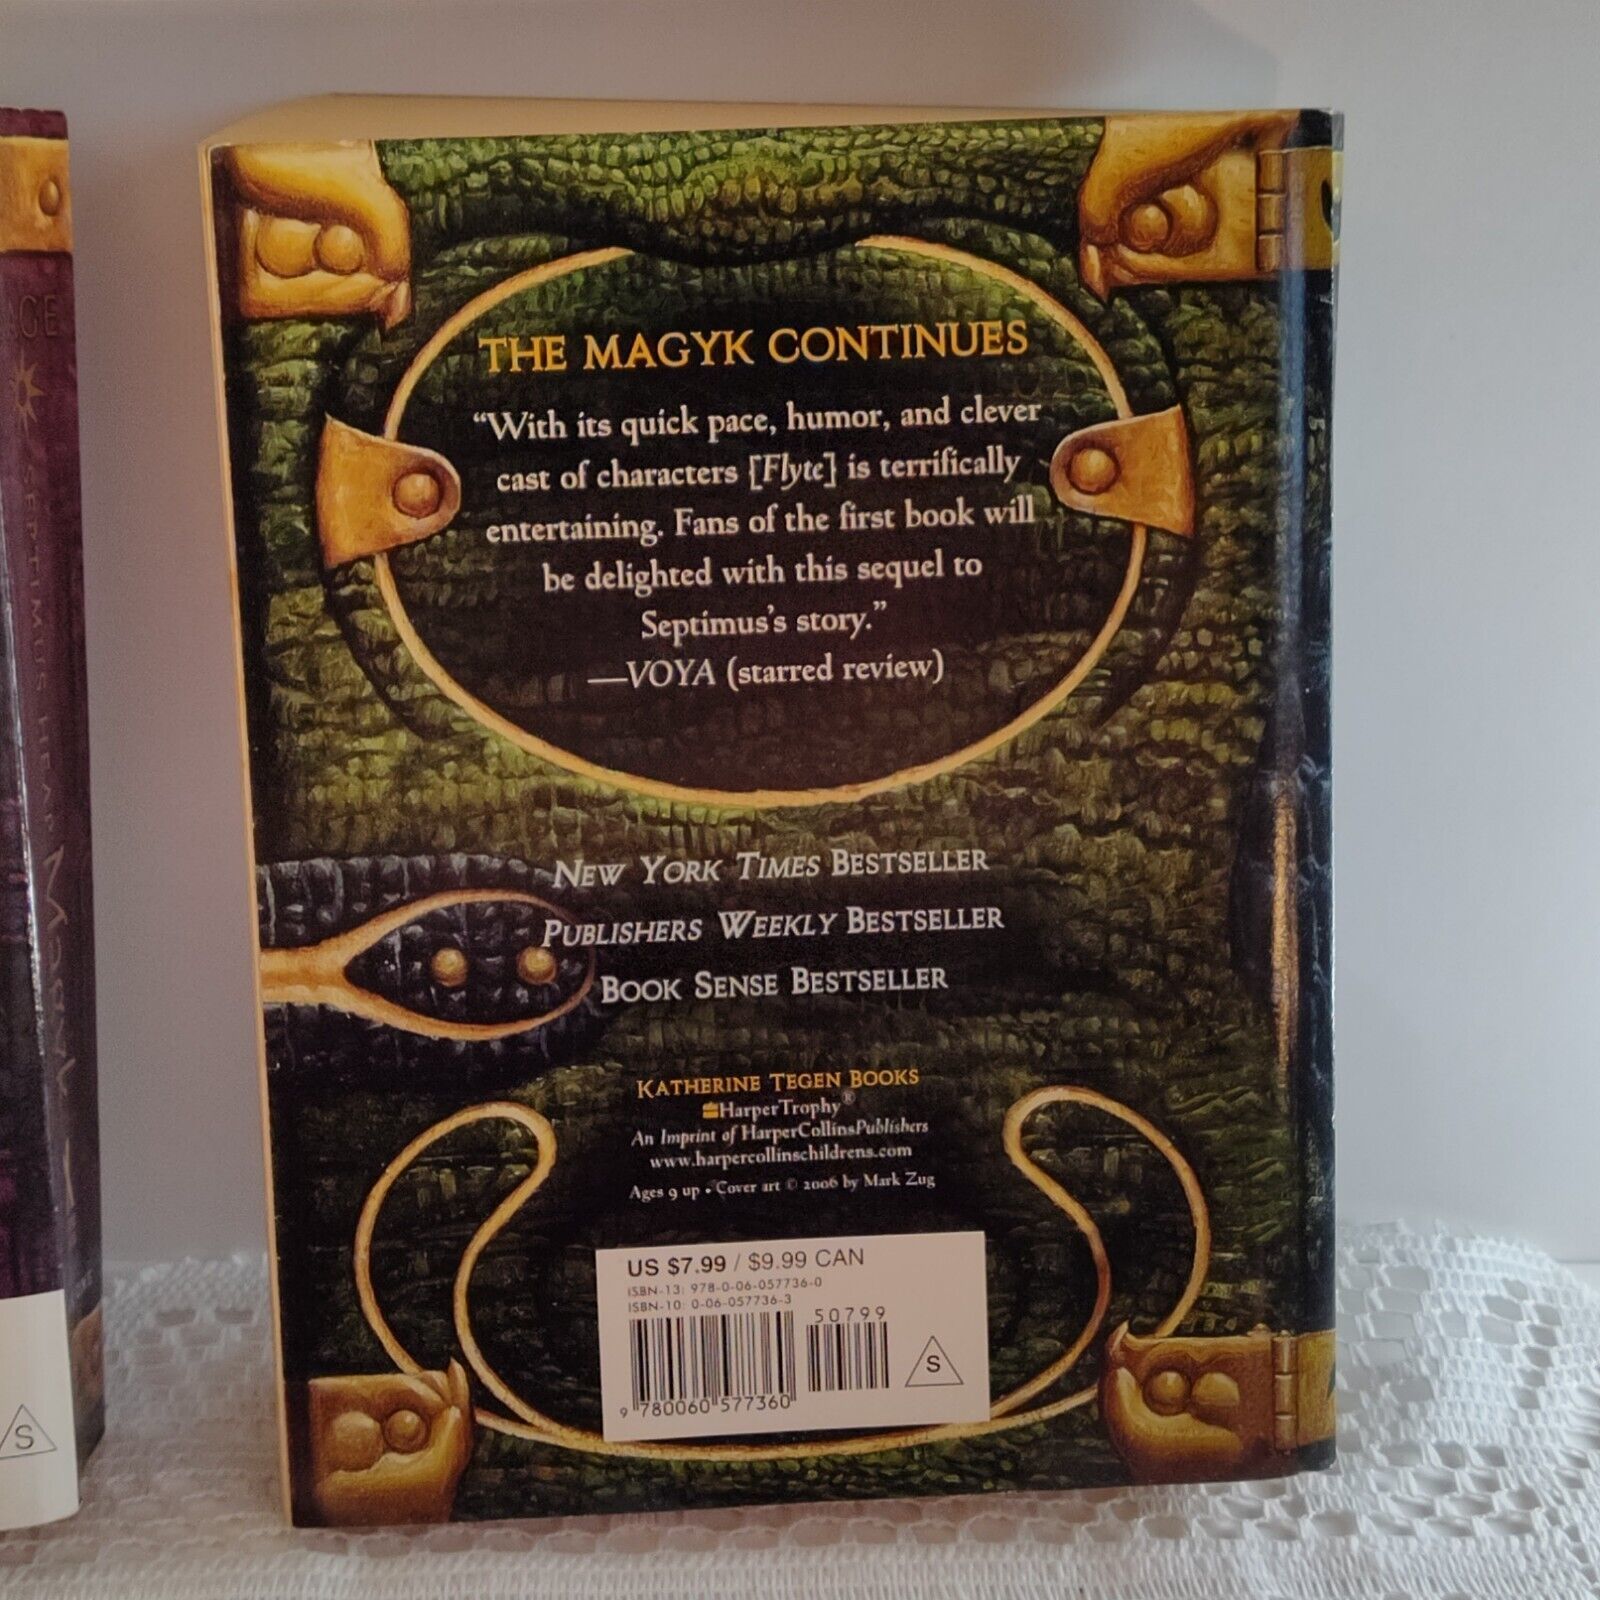 AGE
SEPTIMUS HEAP
MAGYK
THE MAGYK CONTINUES
“With its quick pace, humor, and clever
cast of characters [Flyte] is terrifically
entertaining. Fans of the first book will
be delighted with this sequel to
Septimus’s story.”
—VOYA (starred review)
NEW YORK TIMES BESTSELLER
PUBLISHERS WEEKLY BESTSELLER
BOOK SENSE BESTSELLER
KATHERINE TEGEN BOOKS
HarperTrophy®
An Imprint of HarperCollinsPublishers
www.harpercollinschildrens.com
Ages 9 up • Cover art © 2006 by Mark Zug
US $7.99 / $9.99 CAN
ISBN-13: 978-0-06-057736-0
ISBN-10: 0-06-057736-3
50799
S
9 780060 577360
S